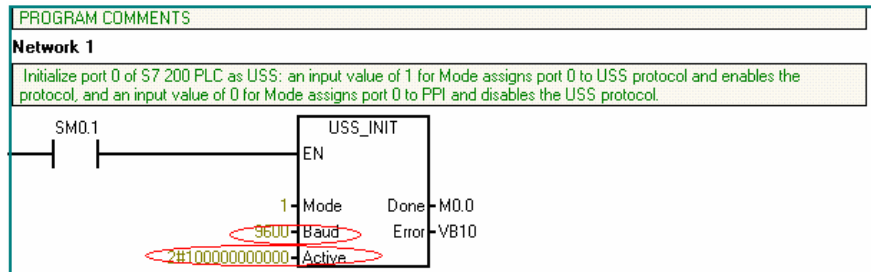 PROGRAM COMMENTS
Network 1
Initialize port 0 of S7 200 PLC as USS: an input value of 1 for Mode assigns port 0 to USS protocol and enables the
protocol, and an input value of 0 for Mode assigns port 0 to PPI and disables the USS protocol.
SM0.1 USS_INIT
EN
1 Mode Done M0.0
9600 Baud Error VB10
2#100000000000 Active